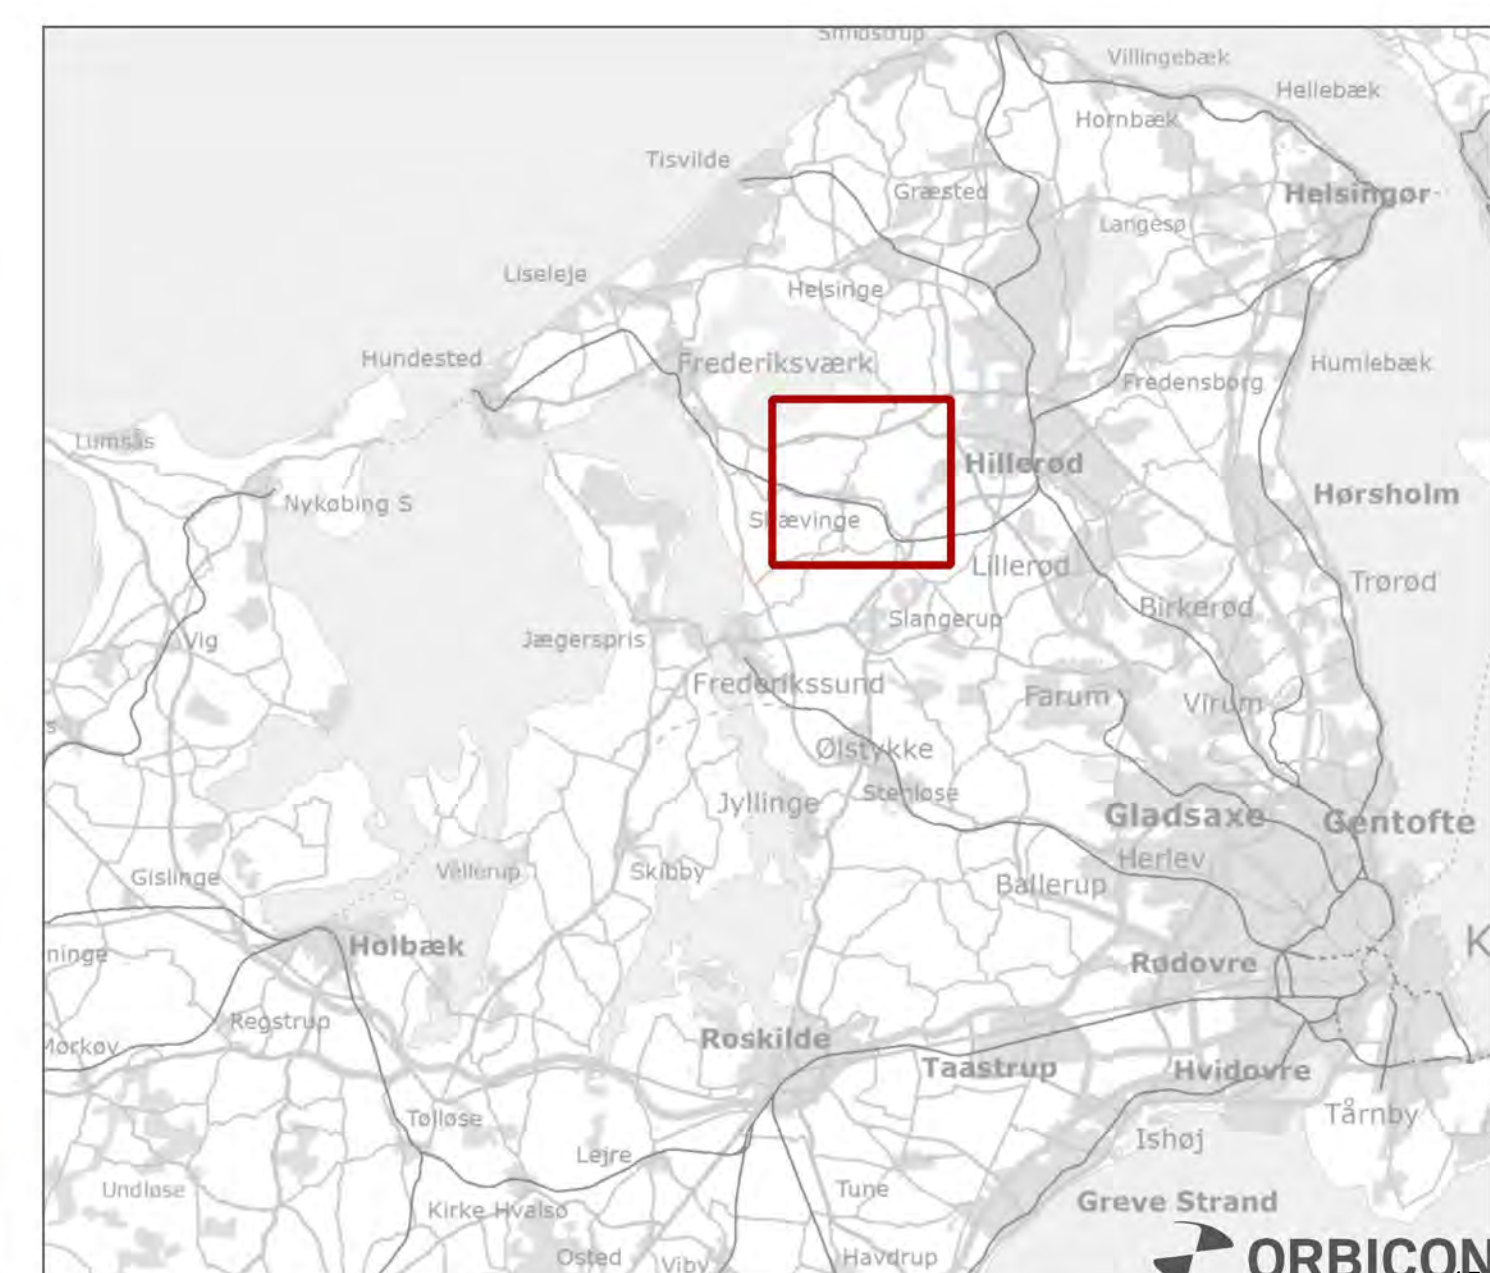 Smidstrup
Villingebæk
Hellebæk
Hornbæk
Tisvilde
Græsted
Helsingør
Langesø
Liseleje
Helsinge
Hundested
Frederiksværk
Humlebæk
Fredensborg
Lumsås
Hillerød
Nykøbing S
Hørsholm
Skævinge
Lillerød
Trørød
Birkerød
Slangerup
Jægerspris
Vig
Frederikssund
Farum
Virum
s
Ølstykke
Stenløse
Jyllinge
Gladsaxe
Gentofte
Herlev
Gislinge
Vellerup
Skibby
Ballerup
Holbæk
K
ninge
Rødovre
Regstrup
Roskilde
Mørkøv
Taastrup
Hvidovre
Tølløse
Tårnby
Ishøj
Lejre
Undløse
Tune
Kirke Hvalsø
Greve Strand
Osted
Viby
Havdrup
ORBICON